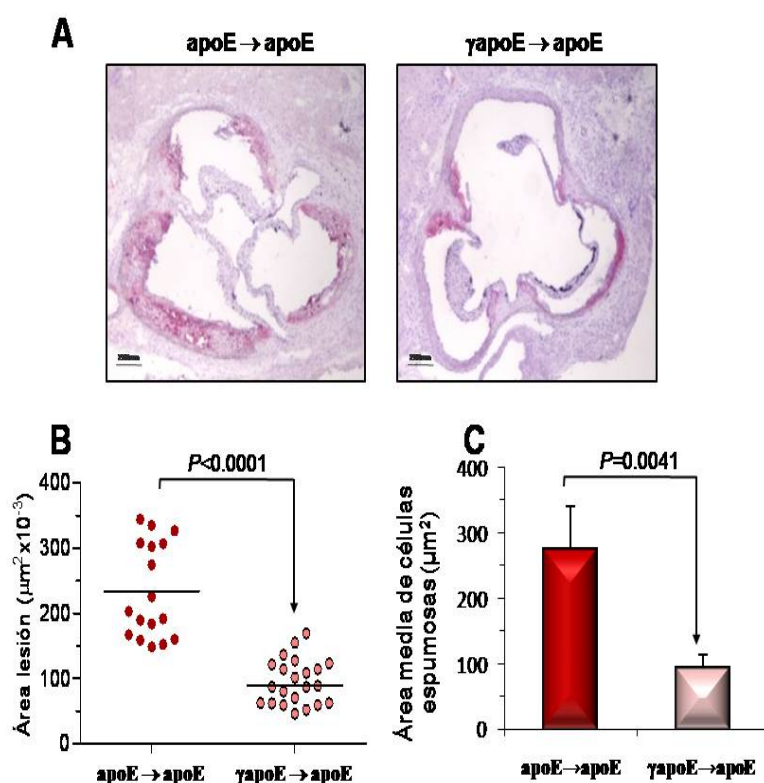 A
apoE→apoE
γapoE→apoE
B
P<0.0001
Área lesión (µm² x10⁻³)
400
300
200
100
0
apoE→apoE
γapoE→apoE
C
P=0.0041
Área media de células
espumosas (µm²)
400
300
200
100
0
apoE→apoE
γapoE→apoE